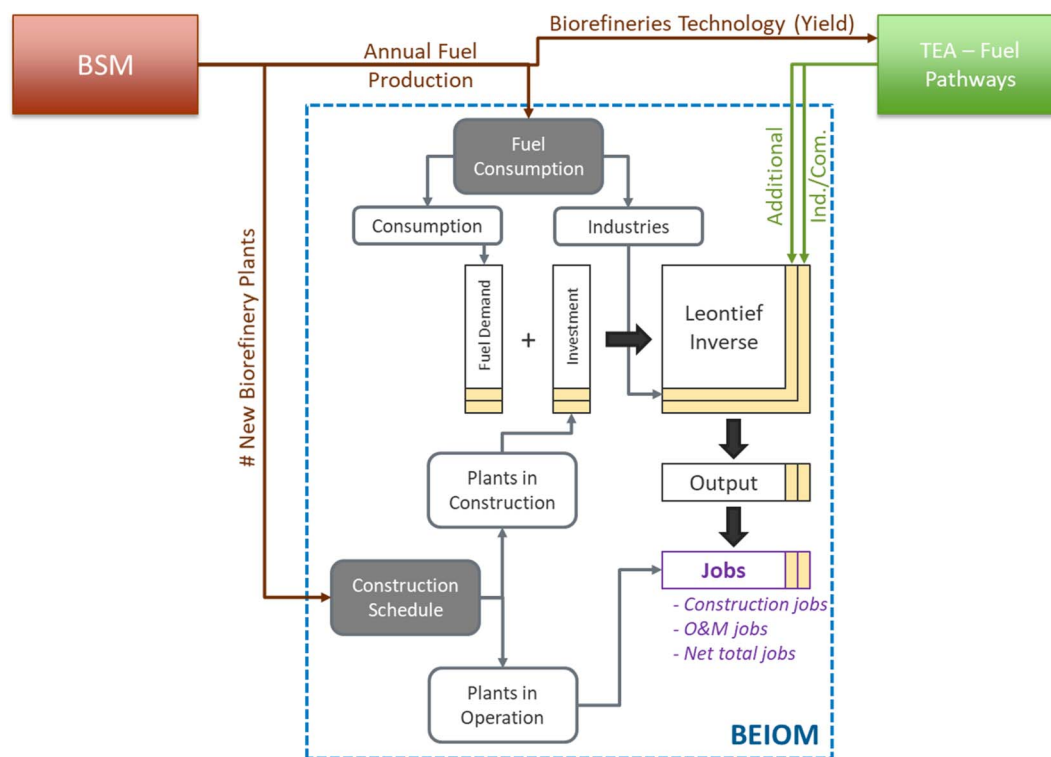 BSM
Biorefineries Technology (Yield)
Annual Fuel
Production
TEA – Fuel
Pathways
# New Biorefinery Plants
Fuel
Consumption
Additional
Ind./Com.
Consumption
Industries
Fuel Demand
+
Investment
Leontief
Inverse
Plants in
Construction
Output
Construction
Schedule
Jobs
- Construction jobs
- O&M jobs
- Net total jobs
Plants in
Operation
BEIOM